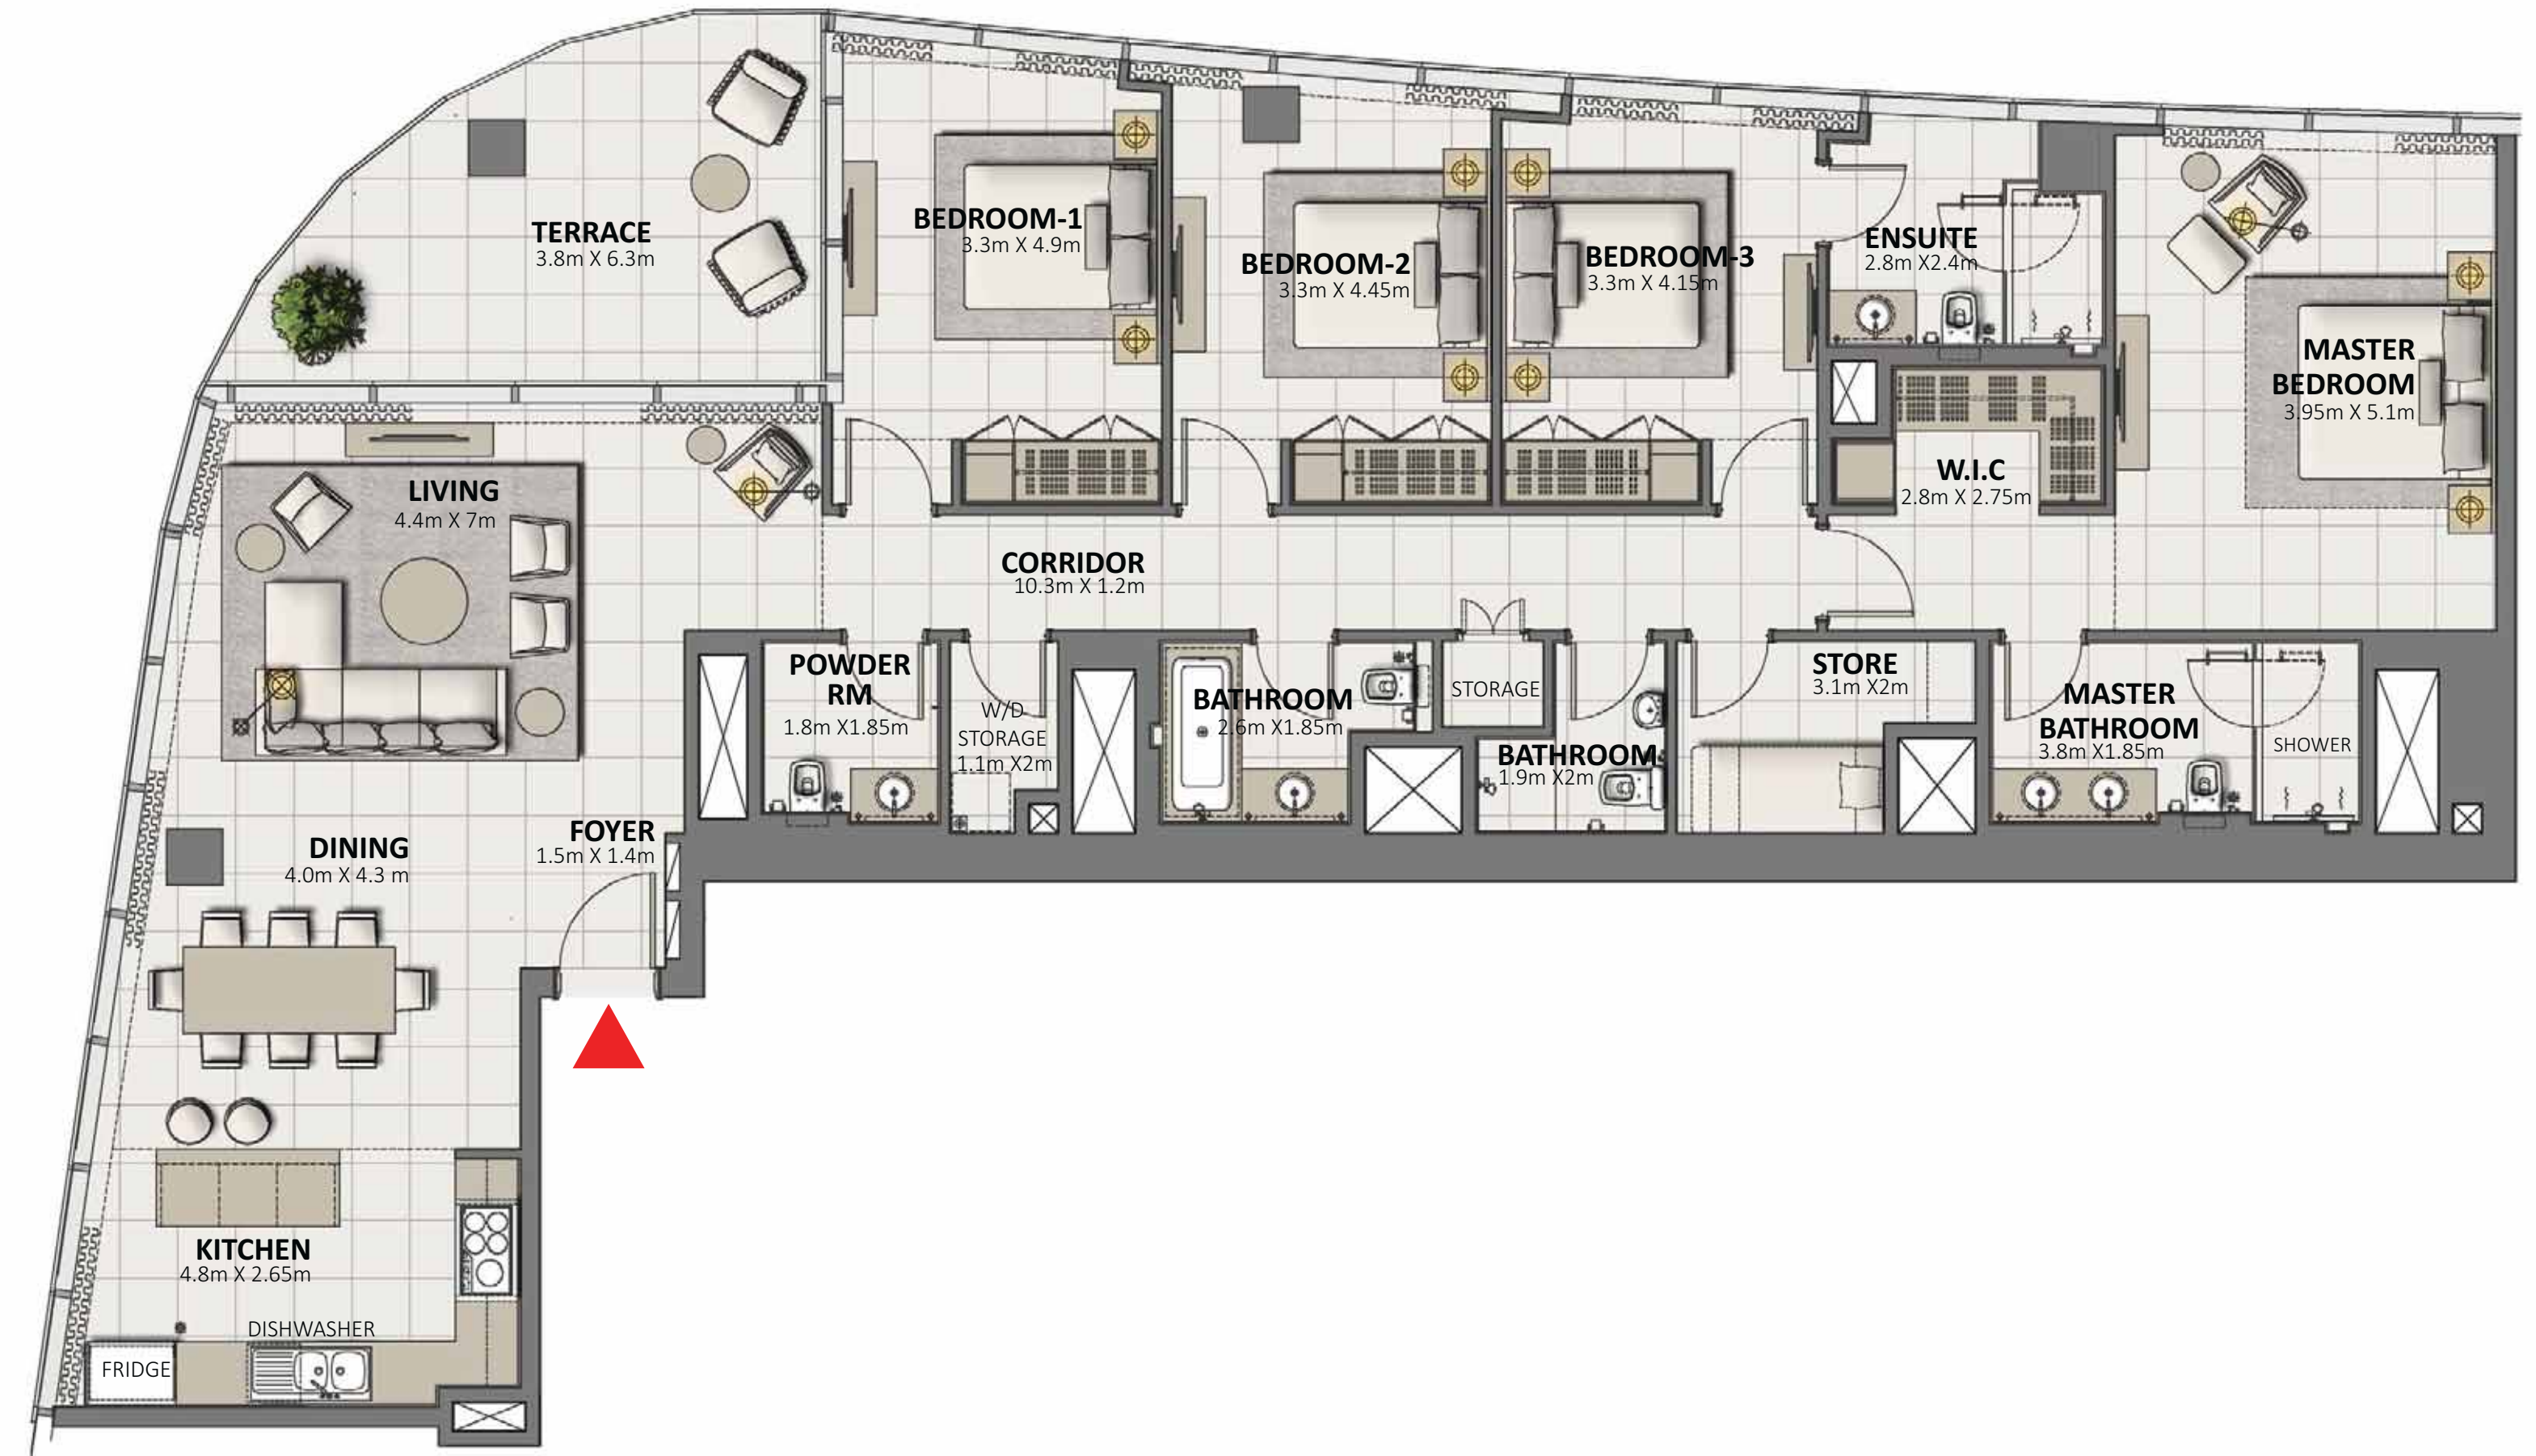 TERRACE
3.8m X 6.3m
BEDROOM-1
3.3m X 4.9m
BEDROOM-2
3.3m X 4.45m
BEDROOM-3
3.3m X 4.15m
ENSUITE
2.8m X2.4m
MASTER
BEDROOM
3.95m X 5.1m
W.I.C
2.8m X 2.75m
LIVING
4.4m X 7m
CORRIDOR
10.3m X 1.2m
POWDER
RM
1.8m X1.85m
W/D
STORAGE
1.1m X2m
BATHROOM
2.6m X1.85m
STORAGE
BATHROOM
1.9m X2m
STORE
3.1m X2m
MASTER
BATHROOM
3.8m X1.85m
SHOWER
FOYER
1.5m X 1.4m
DINING
4.0m X 4.3 m
KITCHEN
4.8m X 2.65m
DISHWASHER
FRIDGE